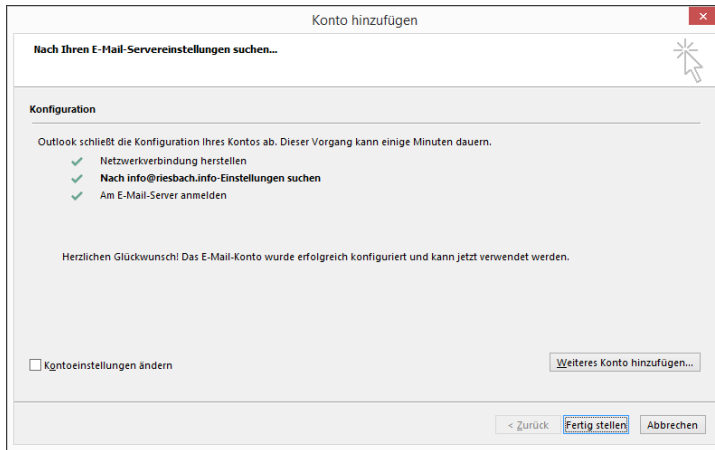 Konto hinzufügen
Nach Ihren E-Mail-Servereinstellungen suchen...
Konfiguration
Outlook schließt die Konfiguration Ihres Kontos ab. Dieser Vorgang kann einige Minuten dauern.
Netzwerkverbindung herstellen
Nach info@riesbach.info-Einstellungen suchen
Am E-Mail-Server anmelden
Herzlichen Glückwunsch! Das E-Mail-Konto wurde erfolgreich konfiguriert und kann jetzt verwendet werden.
Kontoeinstellungen ändern
Weiteres Konto hinzufügen...
< Zurück Fertig stellen Abbrechen